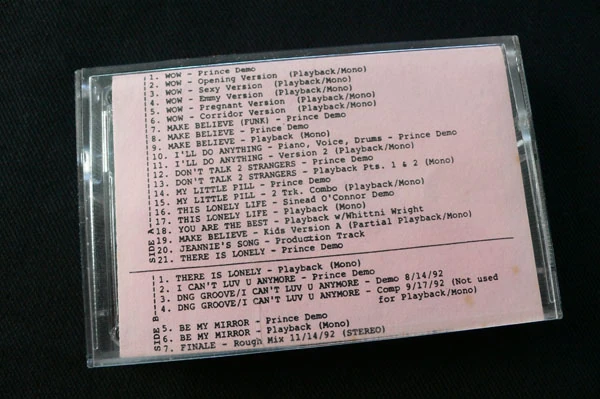 SIDE A
1. WOW - Prince Demo
2. WOW - Opening Version (Playback/Mono)
3. WOW - Sexy Version (Playback/Mono)
4. WOW - Emmy Version (Playback/Mono)
5. WOW - Pregnant Version (Playback/Mono)
6. WOW - Corridor Version (Playback/Mono)
7. MAKE BELIEVE (FUNK) - Prince Demo
8. MAKE BELIEVE - Prince Demo
9. MAKE BELIEVE - Playback (Mono)
10. I'LL DO ANYTHING - Piano, Voice, Drums - Prince Demo
11. I'LL DO ANYTHING - Version 2 (Playback/Mono)
12. DON'T TALK 2 STRANGERS - Prince Demo
13. DON'T TALK 2 STRANGERS - Playback Pts. 1 & 2 (Mono)
14. MY LITTLE PILL - Prince Demo
15. MY LITTLE PILL - 2 Trk. Combo (Playback/Mono)
16. THIS LONELY LIFE - Sinead O'Connor Demo
17. THIS LONELY LIFE - Playback (Mono)
18. YOU ARE THE BEST - Playback w/Whittni Wright
19. MAKE BELIEVE - Kids Version A (Partial Playback/Mono)
20. JEANNIE'S SONG - Production Track
21. THERE IS LONELY - Prince Demo
SIDE B
1. THERE IS LONELY - Playback (Mono)
2. I CAN'T LUV U ANYMORE - Prince Demo
3. DNG GROOVE/I CAN'T LUV U ANYMORE - Demo 8/14/92
4. DNG GROOVE/I CAN'T LUV U ANYMORE - Comp 9/17/92 (Not used
for Playback/Mono)
5. BE MY MIRROR - Prince Demo
6. BE MY MIRROR - Playback (Mono)
7. FINALE - Rough Mix 11/14/92 (STEREO)